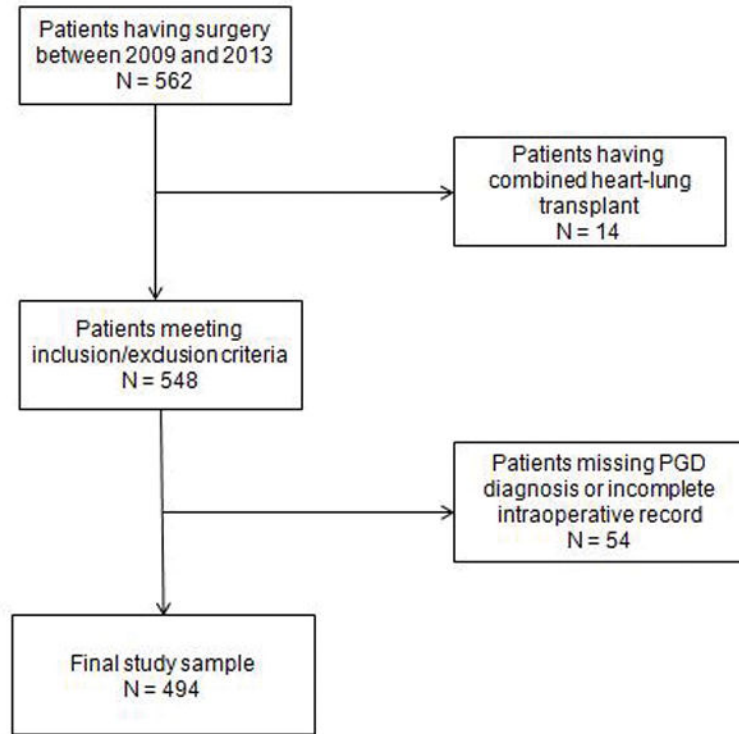 Patients having surgery
between 2009 and 2013
N = 562
Patients having
combined heart-lung
transplant
N = 14
Patients meeting
inclusion/exclusion criteria
N = 548
Patients missing PGD
diagnosis or incomplete
intraoperative record
N = 54
Final study sample
N = 494